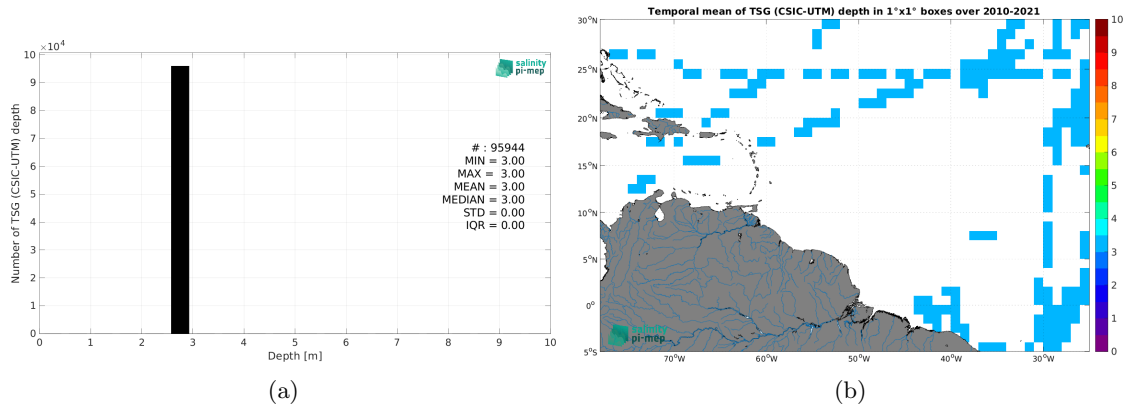 ×10⁴
10
9
8
7
6
5
4
3
2
1
0
Number of TSG (CSIC-UTM) depth
0 1 2 3 4 5 6 7 8 9 10
Depth [m]
salinity
pi-mep
# : 95944
MIN = 3.00
MAX = 3.00
MEAN = 3.00
MEDIAN = 3.00
STD = 0.00
IQR = 0.00
(a)
Temporal mean of TSG (CSIC-UTM) depth in 1°x1° boxes over 2010-2021
30°N
25°N
20°N
15°N
10°N
5°N
0°
5°S
70°W 60°W 50°W 40°W 30°W
salinity
pi-mep
10
9
8
7
6
5
4
3
2
1
0
(b)